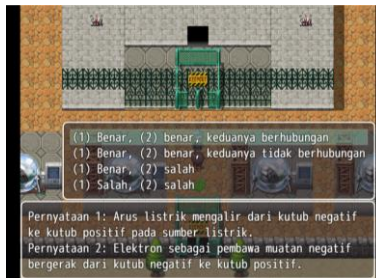 (1) Benar, (2) benar, keduanya berhubungan
(1) Benar, (2) benar, keduanya tidak berhubungan
(1) Benar, (2) salah
(1) Salah, (2) salah
Pernyataan 1: Arus listrik mengalir dari kutub negatif
ke kutub positif pada sumber listrik.
Pernyataan 2: Elektron sebagai pembawa muatan negatif
bergerak dari kutub negatif ke kutub positif.